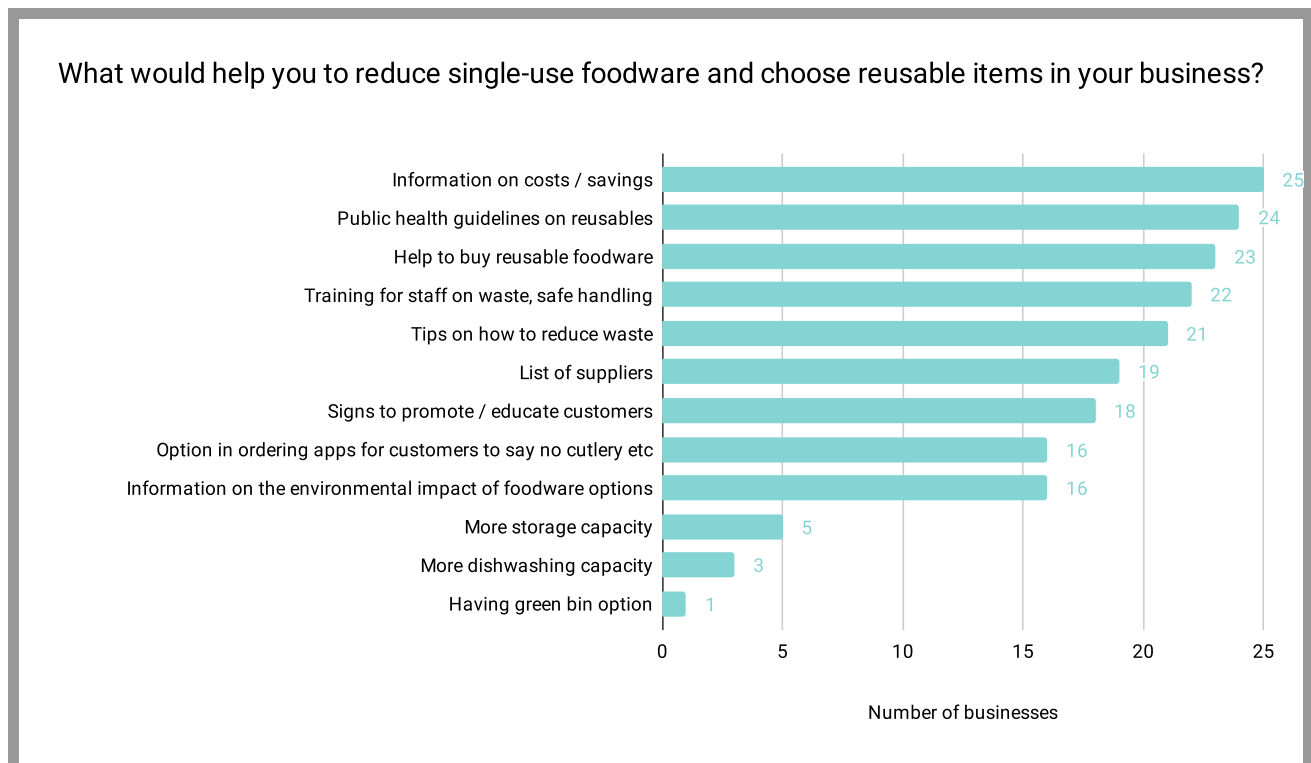 What would help you to reduce single-use foodware and choose reusable items in your business?
Information on costs / savings 25
Public health guidelines on reusables 24
Help to buy reusable foodware 23
Training for staff on waste, safe handling 22
Tips on how to reduce waste 21
List of suppliers 19
Signs to promote / educate customers 18
Option in ordering apps for customers to say no cutlery etc 16
Information on the environmental impact of foodware options 16
More storage capacity 5
More dishwashing capacity 3
Having green bin option 1
0 5 10 15 20 25
Number of businesses